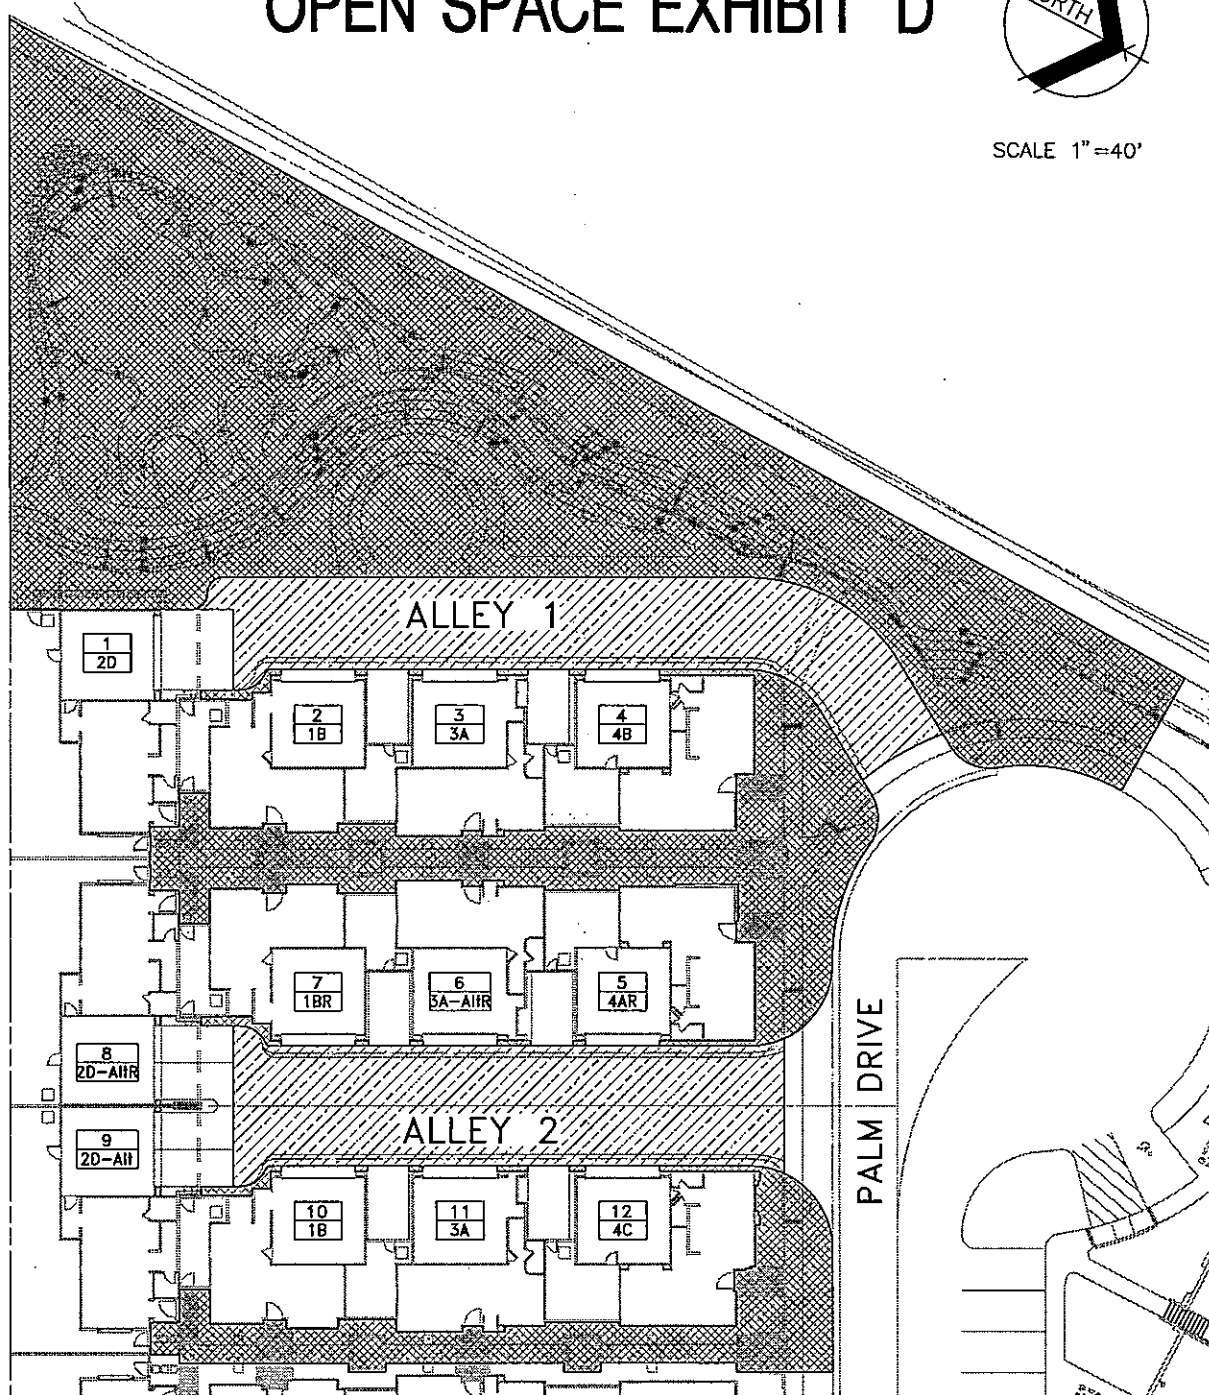 OPEN SPACE EXHIBIT D
SCALE 1"=40'
ALLEY 1
1
2D
2
1B
3
3A
4
4B
7
1BR
6
3A-AltR
5
4AR
8
2D-AltR
9
2D-Alt
ALLEY 2
PALM DRIVE
10
1B
11
3A
12
4C